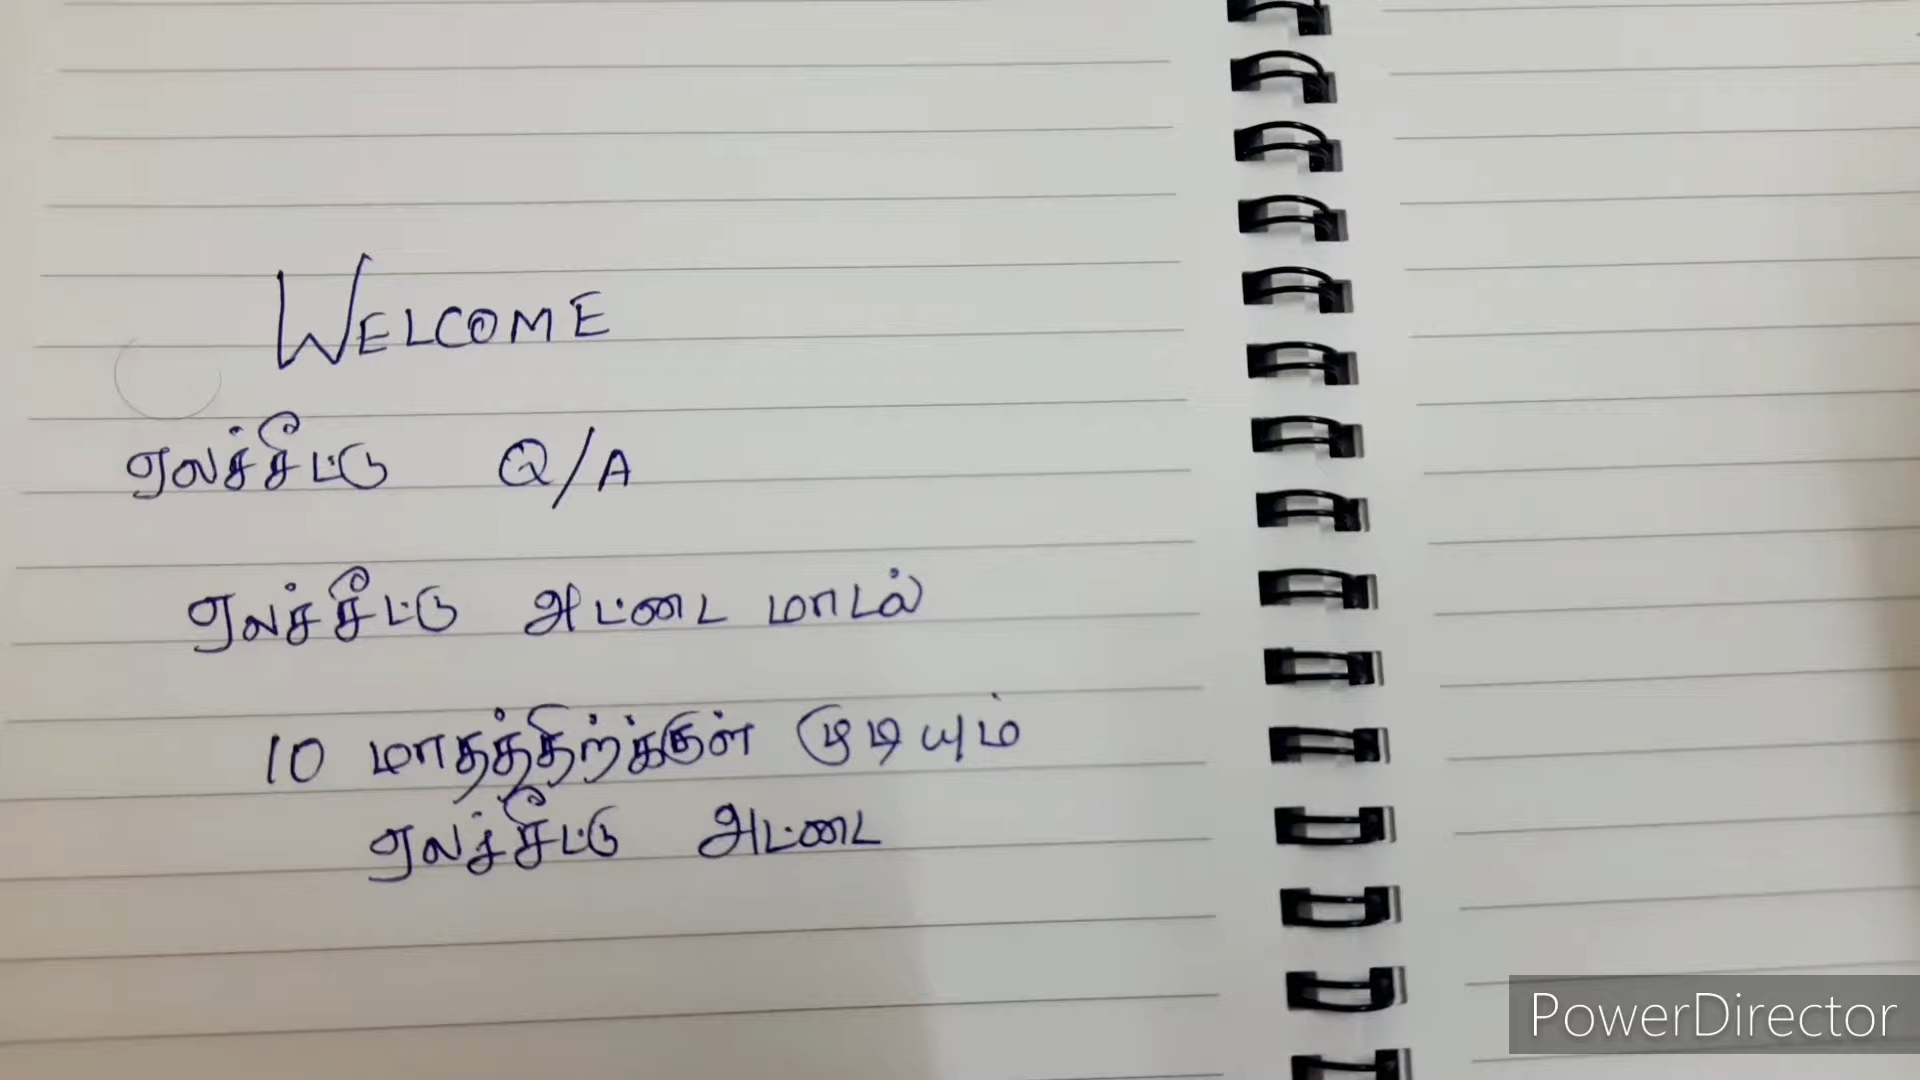 WELCOME
ஏலச்சீட்டு Q/A
ஏலச்சீட்டு அட்டை மாடல்
10 மாதத்திற்க்குள் முடியும்
ஏலச்சீட்டு அட்டை
PowerDirector